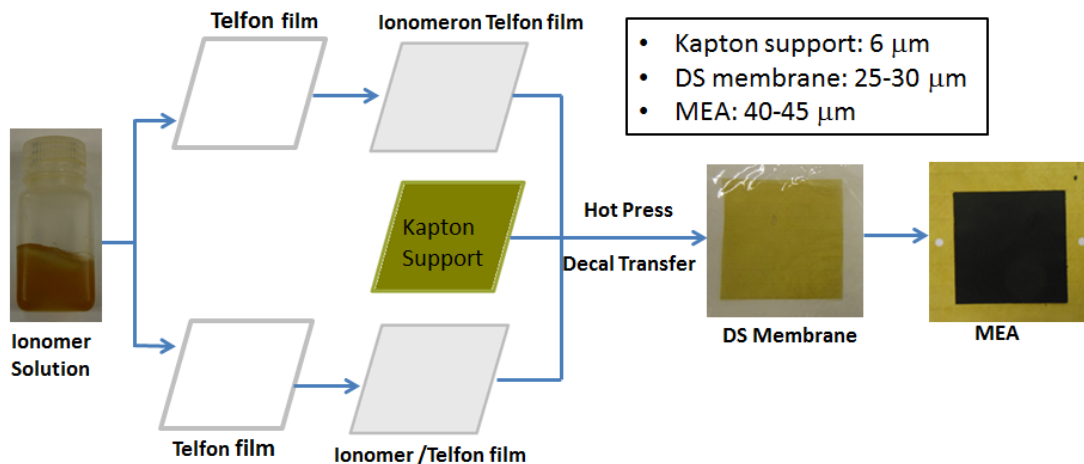 Telfon film
Ionomeron Telfon film
• Kapton support: 6 μm
• DS membrane: 25-30 μm
• MEA: 40-45 μm
Kapton
Support
Hot Press
Decal Transfer
Ionomer
Solution
DS Membrane
MEA
Telfon film
Ionomer /Telfon film